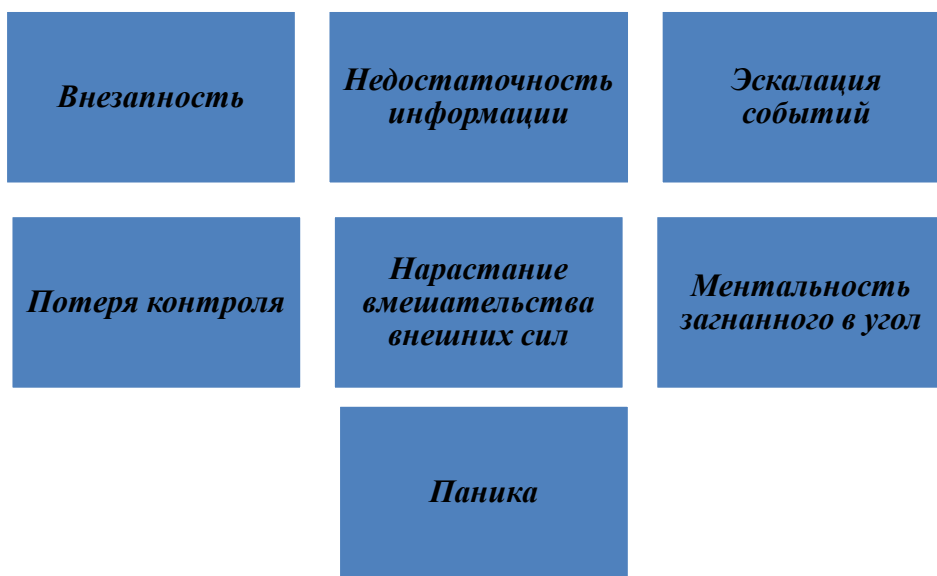 Внезапность
Недостаточность
информации
Эскалация
событий
Потеря контроля
Нарастание
вмешательства
внешних сил
Ментальность
загнанного в угол
Паника